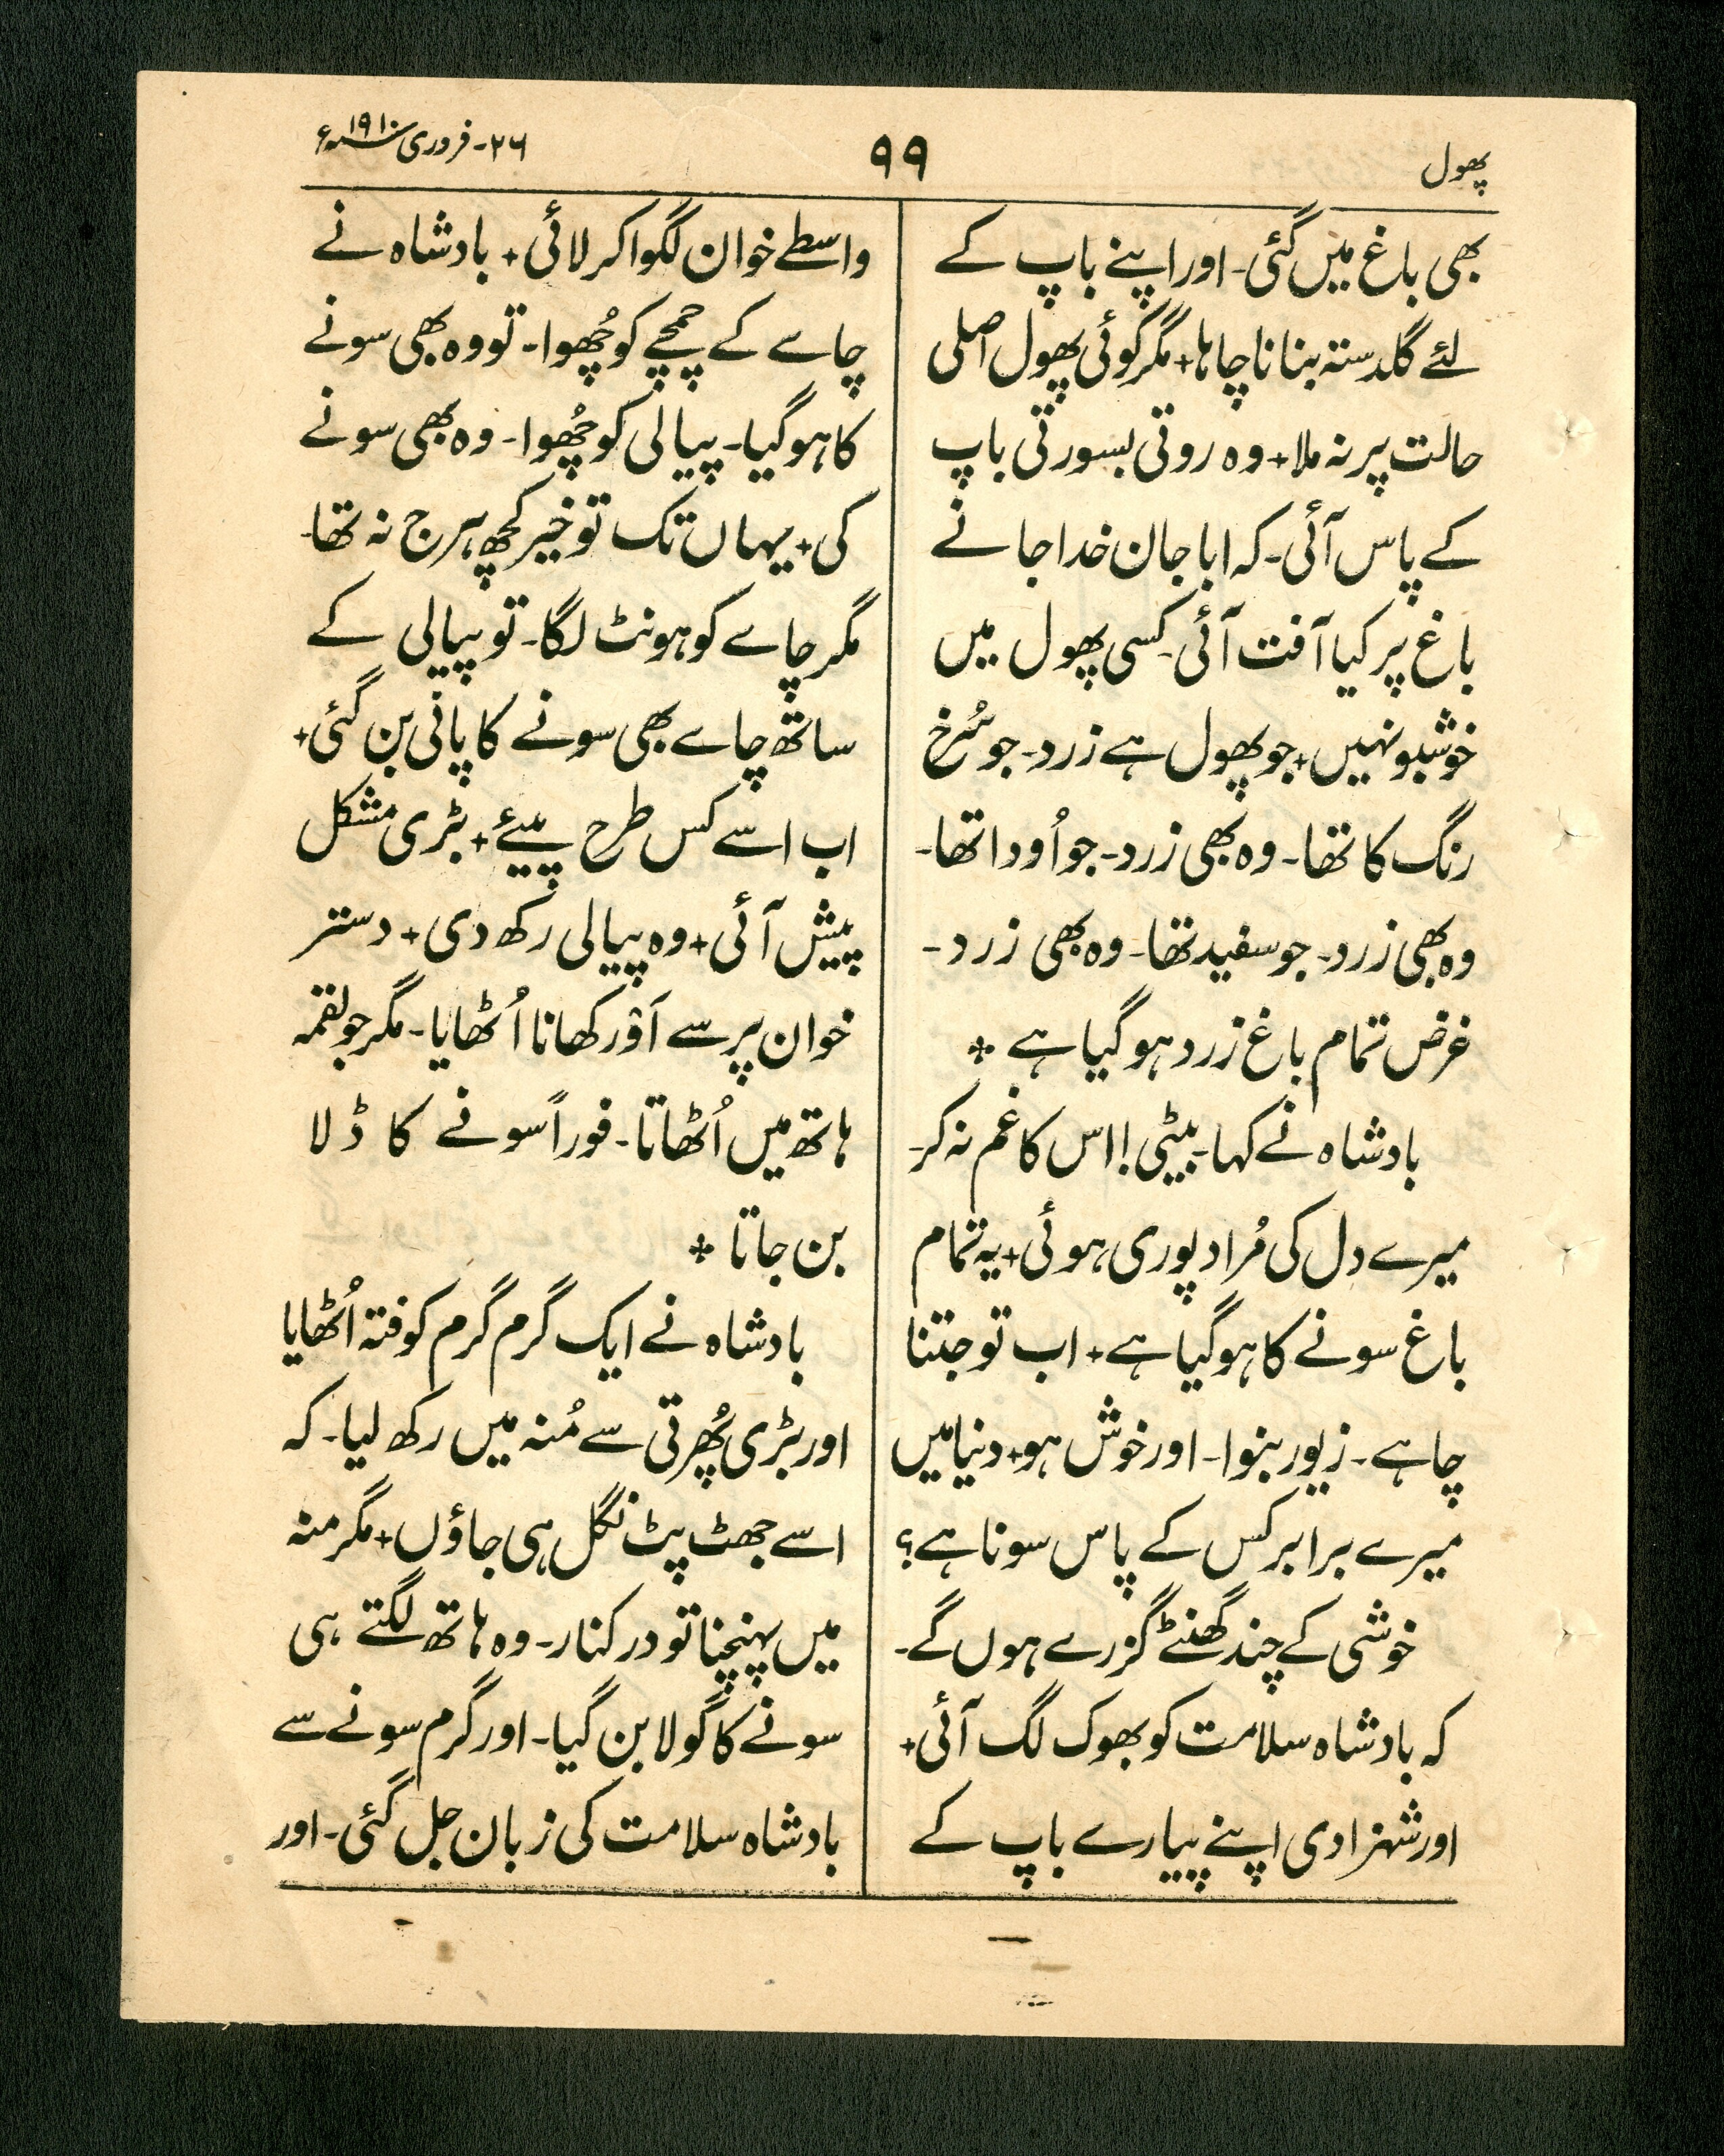 پھول
۹۹
۲۶-فروری سنہ۱۹۱۰ء
بھی باغ میں گئی۔ اور اپنے باپ کے
لئے گلدستہ بنانا چاہا+ مگر کوئی پھول اصلی
حالت پر نہ ملا+ وہ روتی بسورتی باپ
کے پاس آئی۔ کہ ابا جان خدا جانے
باغ پر کیا آفت آئی۔ کسی پھول میں
خوشبو نہیں+ جو پھول ہے زرد۔ جو سُرخ
رنگ کا تھا۔ وہ بھی زرد۔ جو اُودا تھا۔
وہ بھی زرد۔ جو سفید تھا۔ وہ بھی زرد۔
غرض تمام باغ زرد ہو گیا ہے ∻
بادشاہ نے کہا۔ بیٹی! اس کا غم نہ کر۔
میرے دل کی مُراد پوری ہوئی+ یہ تمام
باغ سونے کا ہو گیا ہے+ اب تو جتنا
چاہے۔ زیور بنوا۔ اور خوش ہو+ دنیا میں
میرے برابر کس کے پاس سونا ہے؟
خوشی کے چند گھنٹے گزرے ہوں گے۔
کہ بادشاہ سلامت کو بھوک لگ آئی+
اور شہزادی اپنے پیارے باپ کے
واسطے خوان لگوا کر لائی+ بادشاہ نے
چاے کے چمچے کو چُھوا۔ تو وہ بھی سونے
کا ہو گیا۔ پیالی کو چُھوا۔ وہ بھی سونے
کی+ یہاں تک تو خیر کچھ ہرج نہ تھا۔
مگر چاے کو ہونٹ لگا۔ تو پیالی کے
ساتھ چاے بھی سونے کا پانی بن گئی+
اب اسے کس طرح پیئے+ بڑی مشکل
پیش آئی+ وہ پیالی رکھ دی+ دستر
خوان پر سے اَوْر کھانا اُٹھایا۔ مگر جو لقمہ
ہاتھ میں اُٹھاتا۔ فوراً سونے کا ڈلا
بن جاتا ∻
بادشاہ نے ایک گرم گرم کوفتہ اُٹھایا
اور بڑی پُھرتی سے مُنہ میں رکھ لیا۔ کہ
اسے جھٹ پٹ نگل ہی جاؤں+ مگر منہ
میں پہنچنا تو درکنار۔ وہ ہاتھ لگتے ہی
سونے کا گولا بن گیا۔ اور گرم سونے سے
بادشاہ سلامت کی زبان جل گئی۔ اور